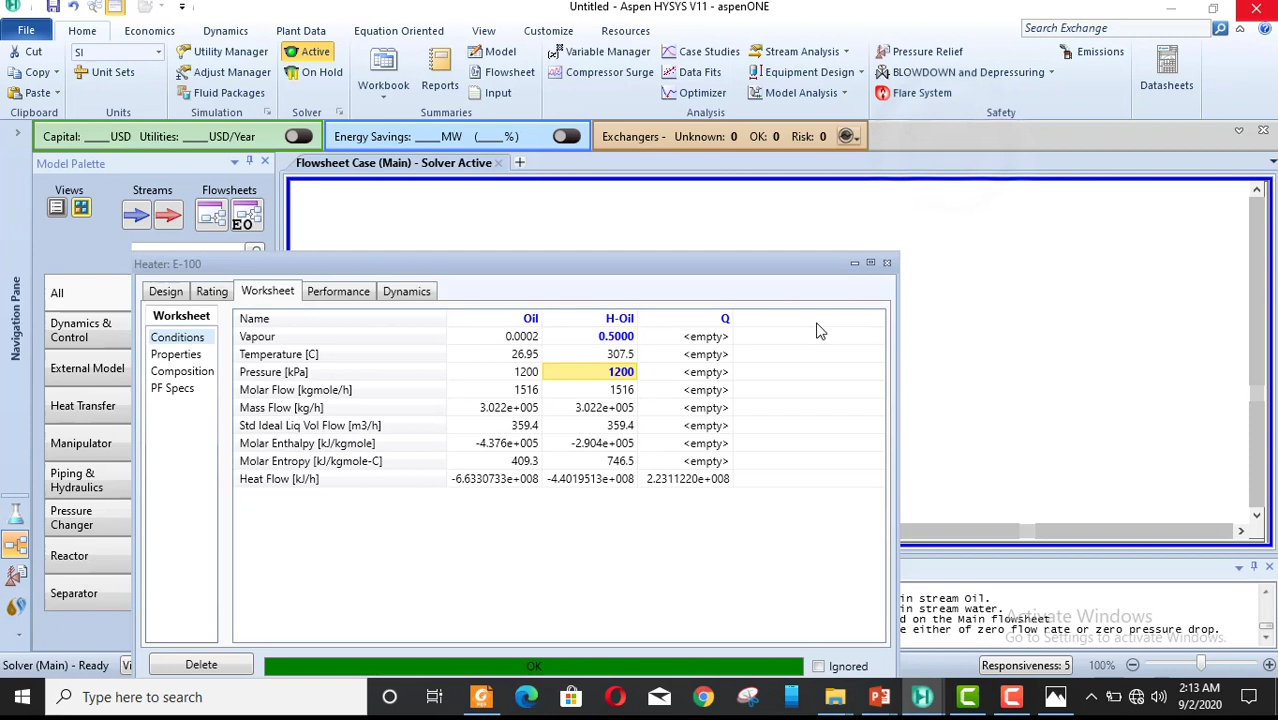 Untitled - Aspen HYSYS V11 - aspenONE
File Home Economics Dynamics Plant Data Equation Oriented View Customize Resources Search Exchange
Cut SI Utility Manager Active Model Variable Manager Case Studies Stream Analysis Pressure Relief Emissions
Copy Unit Sets Adjust Manager On Hold Flowsheet Compressor Surge Data Fits Equipment Design BLOWDOWN and Depressuring
Paste Fluid Packages Workbook Reports Input Optimizer Model Analysis Flare System Datasheets
Clipboard Units Simulation Solver Summaries Analysis Safety
Capital: ____USD Utilities: ____USD/Year Energy Savings: ____MW (____%) Exchangers - Unknown: 0 OK: 0 Risk: 0
Model Palette Flowsheet Case (Main) - Solver Active
Views Streams Flowsheets
EO
Navigation Pane
All
Dynamics &
Control
External Model
Heat Transfer
Manipulator
Piping &
Hydraulics
Pressure
Changer
Reactor
Separator
Heater: E-100
Design Rating Worksheet Performance Dynamics
Worksheet
Conditions
Properties
Composition
PF Specs
Name Oil H-Oil Q
Vapour 0.0002 0.5000 <empty>
Temperature [C] 26.95 307.5 <empty>
Pressure [kPa] 1200 1200 <empty>
Molar Flow [kgmole/h] 1516 1516 <empty>
Mass Flow [kg/h] 3.022e+005 3.022e+005 <empty>
Std Ideal Liq Vol Flow [m3/h] 359.4 359.4 <empty>
Molar Enthalpy [kJ/kgmole] -4.376e+005 -2.904e+005 <empty>
Molar Entropy [kJ/kgmole-C] 409.3 746.5 <empty>
Heat Flow [kJ/h] -6.6330733e+008 -4.4019513e+008 2.2311220e+008
Delete OK Ignored
in stream Oil.
in stream water.
d on the Main flowsheet
e either of zero flow rate or zero pressure drop.
Activate Windows
Go to Settings to activate Windows.
Solver (Main) - Ready Vi Responsiveness: 5 100%
Type here to search 2:13 AM
9/2/2020